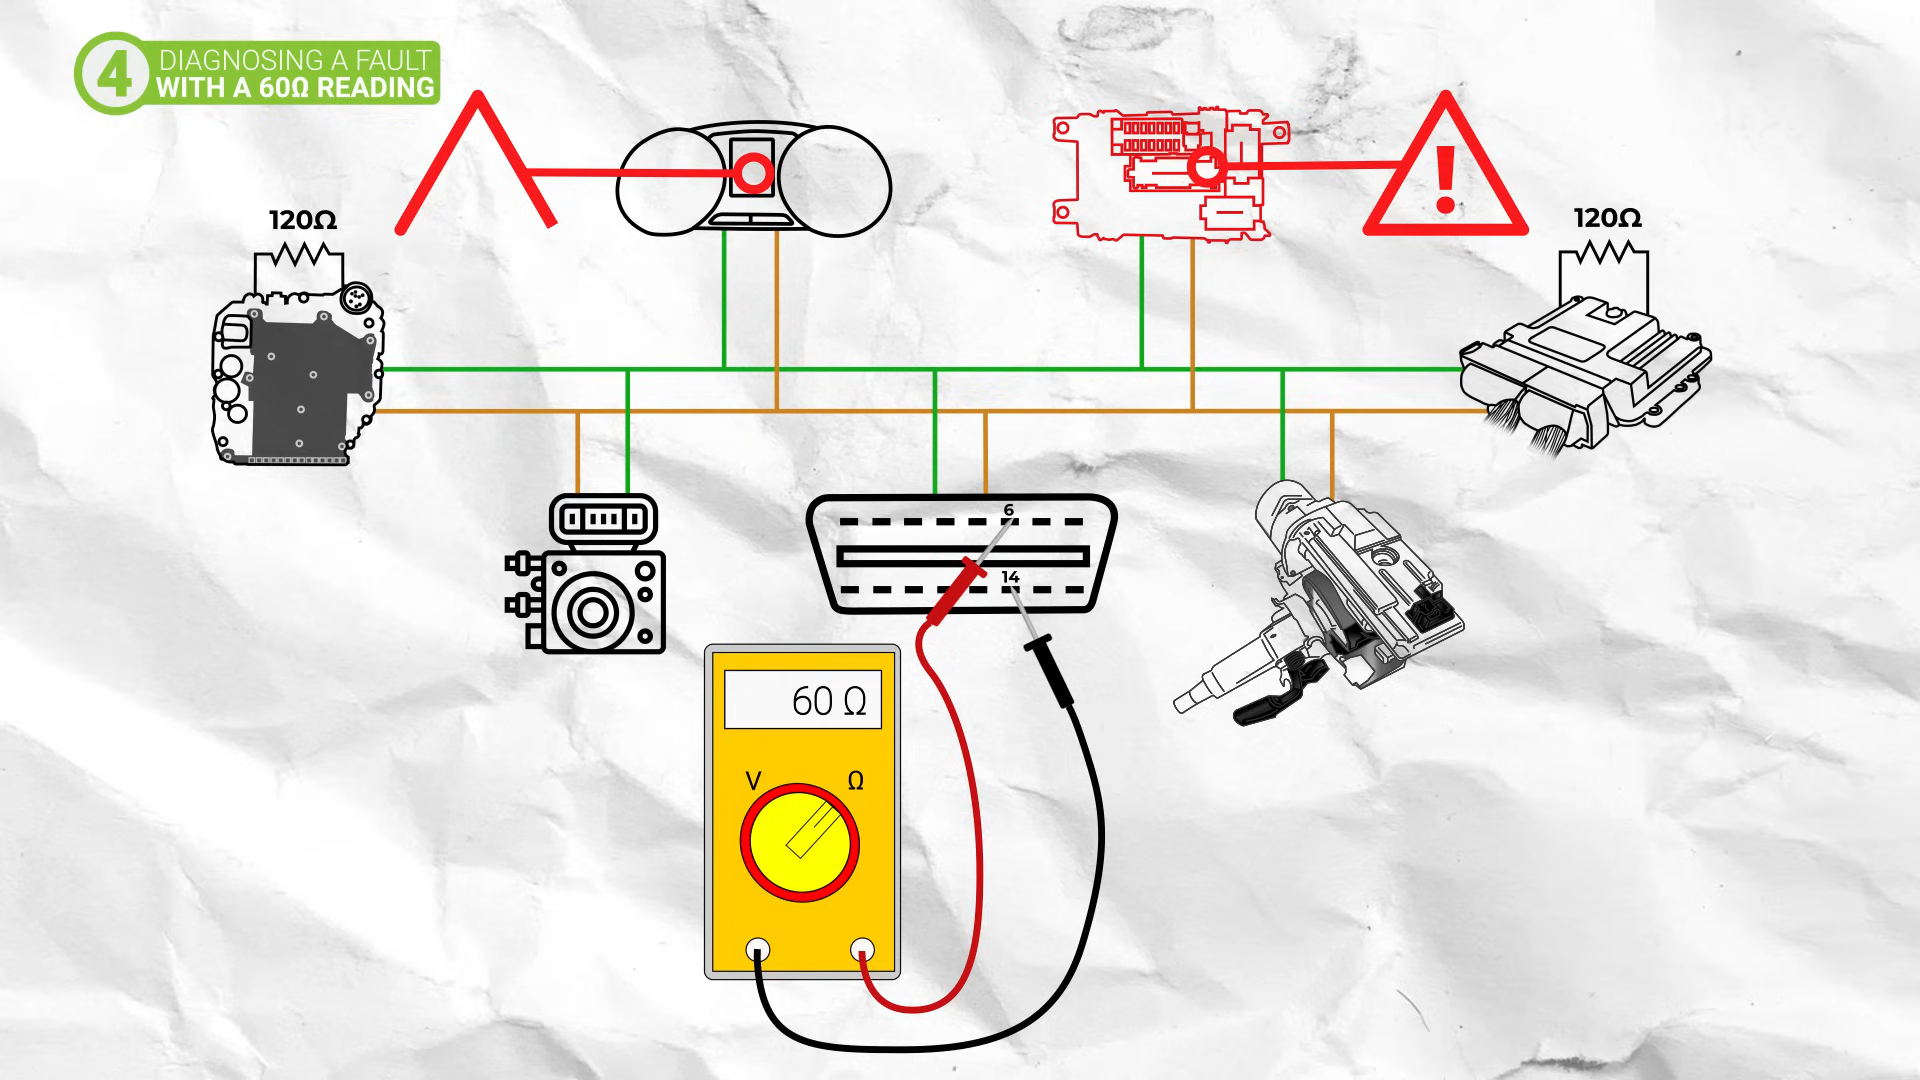 4
DIAGNOSING A FAULT
WITH A 60Ω READING
!
120Ω
120Ω
6
14
60 Ω
V Ω